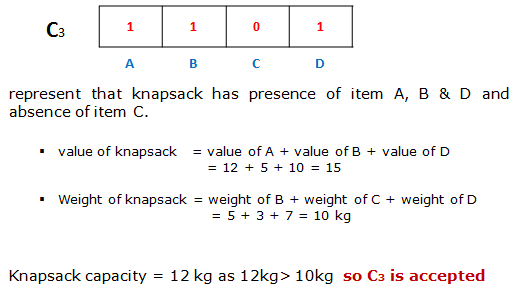 C3 1 1 0 1
A B C D
represent that knapsack has presence of item A, B & D and
absence of item C.
▪ value of knapsack = value of A + value of B + value of D
= 12 + 5 + 10 = 15
▪ Weight of knapsack = weight of B + weight of C + weight of D
= 5 + 3 + 7 = 10 kg
Knapsack capacity = 12 kg as 12kg> 10kg so C3 is accepted